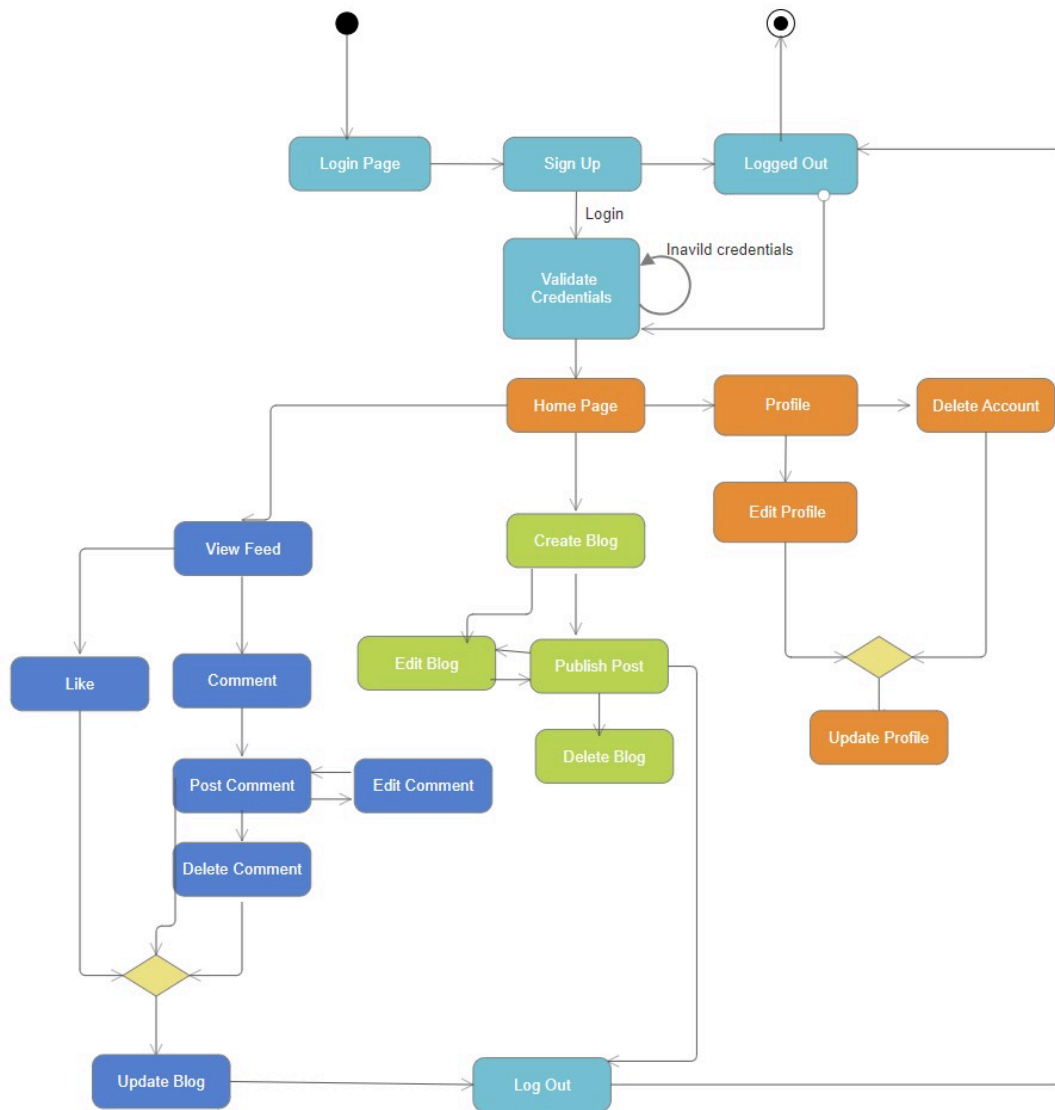 Login Page
Sign Up
Logged Out
Login
Inavild credentials
Validate
Credentials
Home Page
Profile
Delete Account
Edit Profile
View Feed
Create Blog
Like
Comment
Edit Blog
Publish Post
Update Profile
Delete Blog
Post Comment
Edit Comment
Delete Comment
Update Blog
Log Out